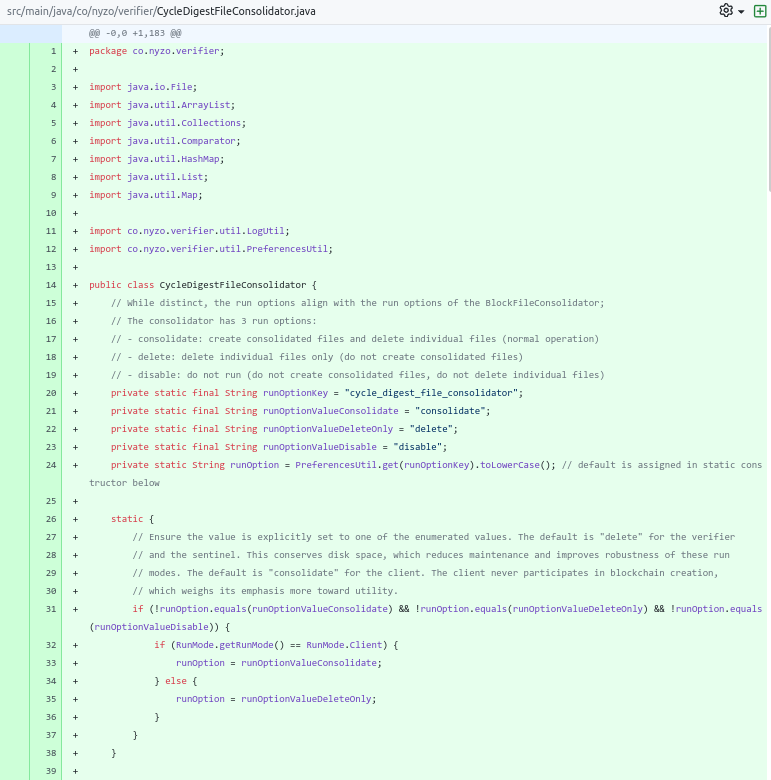 src/main/java/co/nyzo/verifier/CycleDigestFileConsolidator.java
@@ -0,0 +1,183 @@
1 + package co.nyzo.verifier;
2 +
3 + import java.io.File;
4 + import java.util.ArrayList;
5 + import java.util.Collections;
6 + import java.util.Comparator;
7 + import java.util.HashMap;
8 + import java.util.List;
9 + import java.util.Map;
10 +
11 + import co.nyzo.verifier.util.LogUtil;
12 + import co.nyzo.verifier.util.PreferencesUtil;
13 +
14 + public class CycleDigestFileConsolidator {
15 + // While distinct, the run options align with the run options of the BlockFileConsolidator;
16 + // The consolidator has 3 run options:
17 + // - consolidate: create consolidated files and delete individual files (normal operation)
18 + // - delete: delete individual files only (do not create consolidated files)
19 + // - disable: do not run (do not create consolidated files, do not delete individual files)
20 + private static final String runOptionKey = "cycle_digest_file_consolidator";
21 + private static final String runOptionValueConsolidate = "consolidate";
22 + private static final String runOptionValueDeleteOnly = "delete";
23 + private static final String runOptionValueDisable = "disable";
24 + private static String runOption = PreferencesUtil.get(runOptionKey).toLowerCase(); // default is assigned in static cons
tructor below
25 +
26 + static {
27 + // Ensure the value is explicitly set to one of the enumerated values. The default is "delete" for the verifier
28 + // and the sentinel. This conserves disk space, which reduces maintenance and improves robustness of these run
29 + // modes. The default is "consolidate" for the client. The client never participates in blockchain creation,
30 + // which weighs its emphasis more toward utility.
31 + if (!runOption.equals(runOptionValueConsolidate) && !runOption.equals(runOptionValueDeleteOnly) && !runOption.equals
(runOptionValueDisable)) {
32 + if (RunMode.getRunMode() == RunMode.Client) {
33 + runOption = runOptionValueConsolidate;
34 + } else {
35 + runOption = runOptionValueDeleteOnly;
36 + }
37 + }
38 + }
39 +